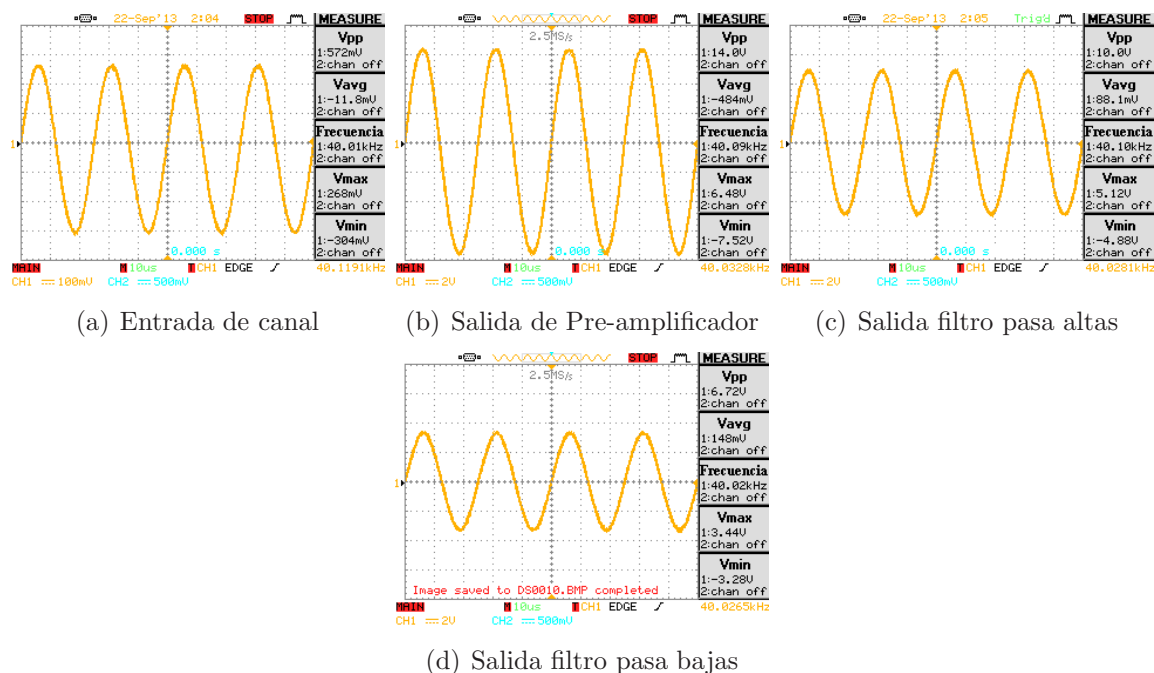 22-Sep'13 2:04 STOP MEASURE
Vpp
1:572mV
2:chan off
Vavg
1:-11.8mV
2:chan off
Frecuencia
1:40.01kHz
2:chan off
Vmax
1:268mV
2:chan off
Vmin
1:-304mV
2:chan off
1
0.000 s
MAIN M 10us T CH1 EDGE 40.1191kHz
CH1 100mV CH2 500mV
(a) Entrada de canal
STOP MEASURE
2.5MS/s
Vpp
1:14.0V
2:chan off
Vavg
1:-484mV
2:chan off
Frecuencia
1:40.09kHz
2:chan off
Vmax
1:6.48V
2:chan off
Vmin
1:-7.52V
2:chan off
1
0.000 s
MAIN M 10us T CH1 EDGE 40.0328kHz
CH1 2V CH2 500mV
(b) Salida de Pre-amplificador
22-Sep'13 2:05 Trig'd MEASURE
Vpp
1:10.0V
2:chan off
Vavg
1:88.1mV
2:chan off
Frecuencia
1:40.10kHz
2:chan off
Vmax
1:5.12V
2:chan off
Vmin
1:-4.88V
2:chan off
1
0.000 s
MAIN M 10us T CH1 EDGE 40.0281kHz
CH1 2V CH2 500mV
(c) Salida filtro pasa altas
STOP MEASURE
2.5MS/s
Vpp
1:6.72V
2:chan off
Vavg
1:148mV
2:chan off
Frecuencia
1:40.02kHz
2:chan off
Vmax
1:3.44V
2:chan off
Vmin
1:-3.28V
2:chan off
1
Image saved to DS0010.BMP completed
MAIN M 10us T CH1 EDGE 40.0265kHz
CH1 2V CH2 500mV
(d) Salida filtro pasa bajas